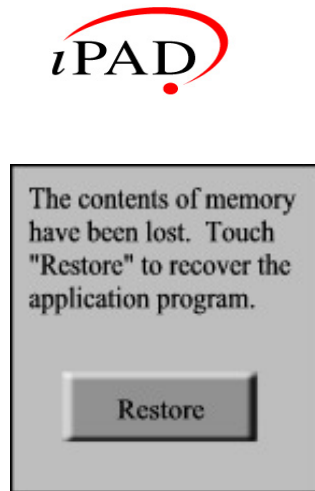 iPAD
The contents of memory
have been lost. Touch
"Restore" to recover the
application program.
Restore